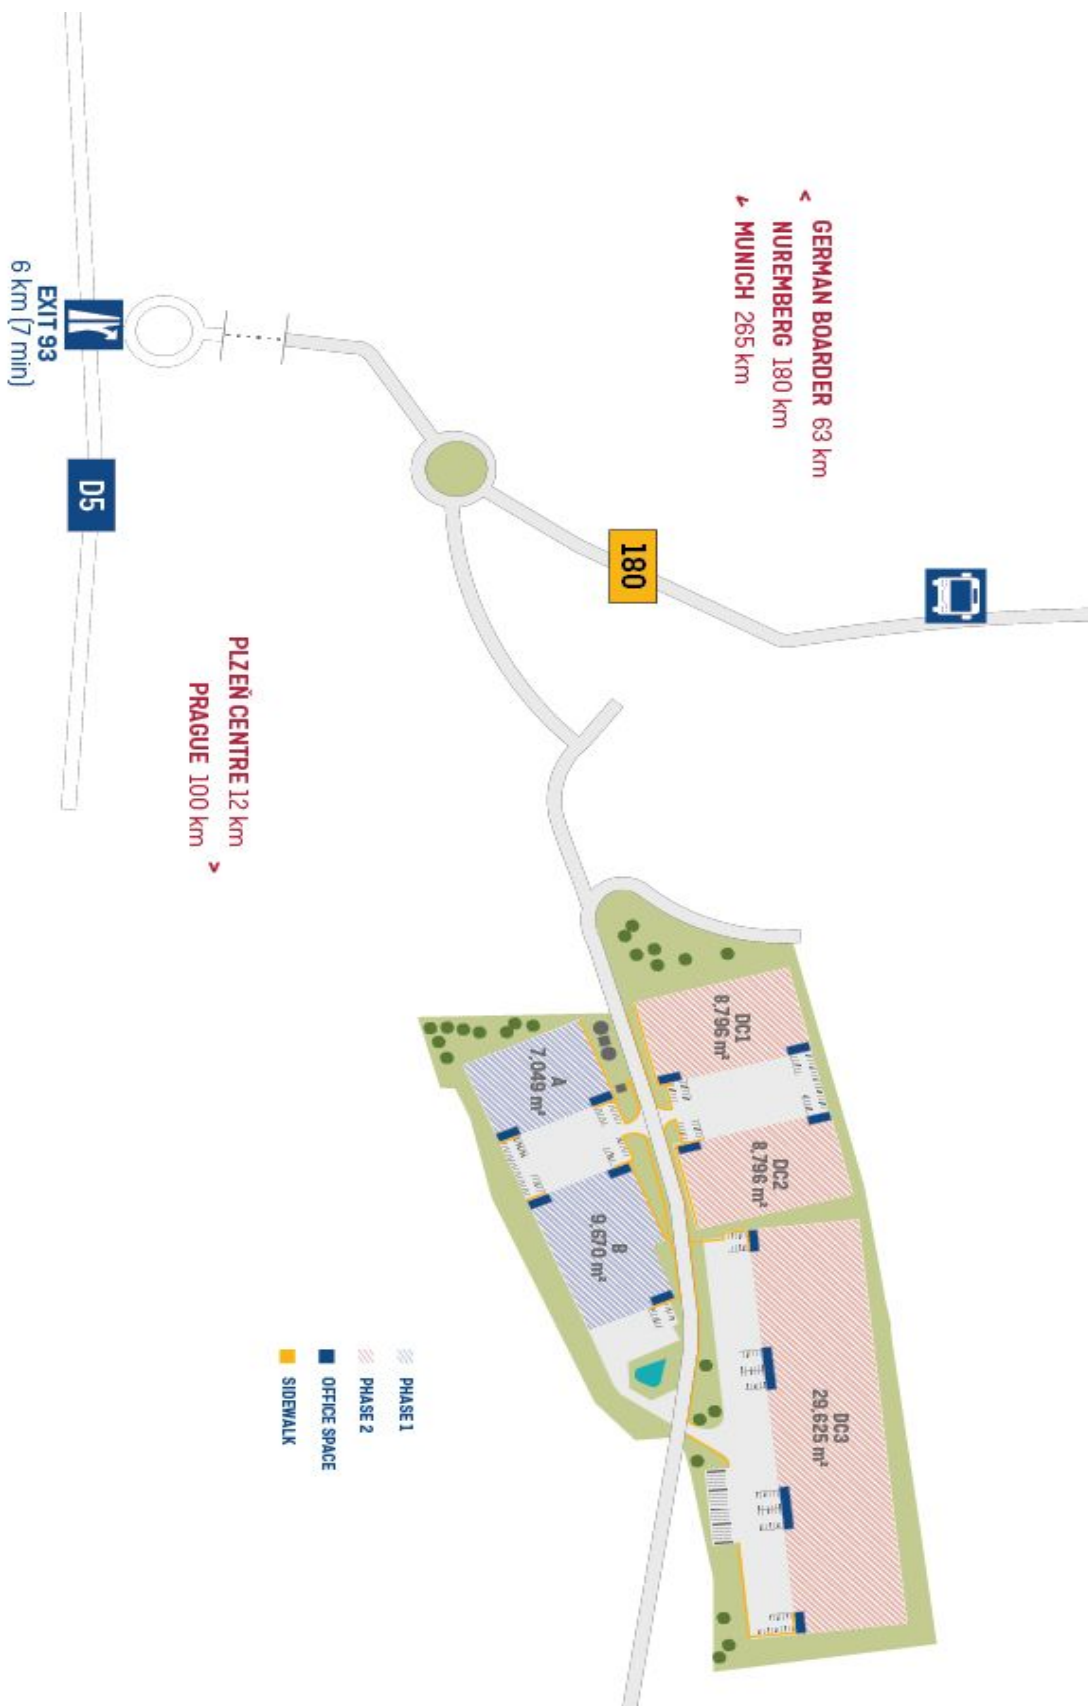 < GERMAN BOARDER 63 km
NUREMBERG 180 km
MUNICH 265 km
180
EXIT 93
6 km (7 min)
D5
PLZEŇ CENTRE 12 km
PRAGUE 100 km >
DC1
8,796 m²
DC2
8,796 m²
DC3
29,625 m²
A
7,049 m²
B
9,670 m²
PHASE 1
PHASE 2
OFFICE SPACE
SIDEWALK